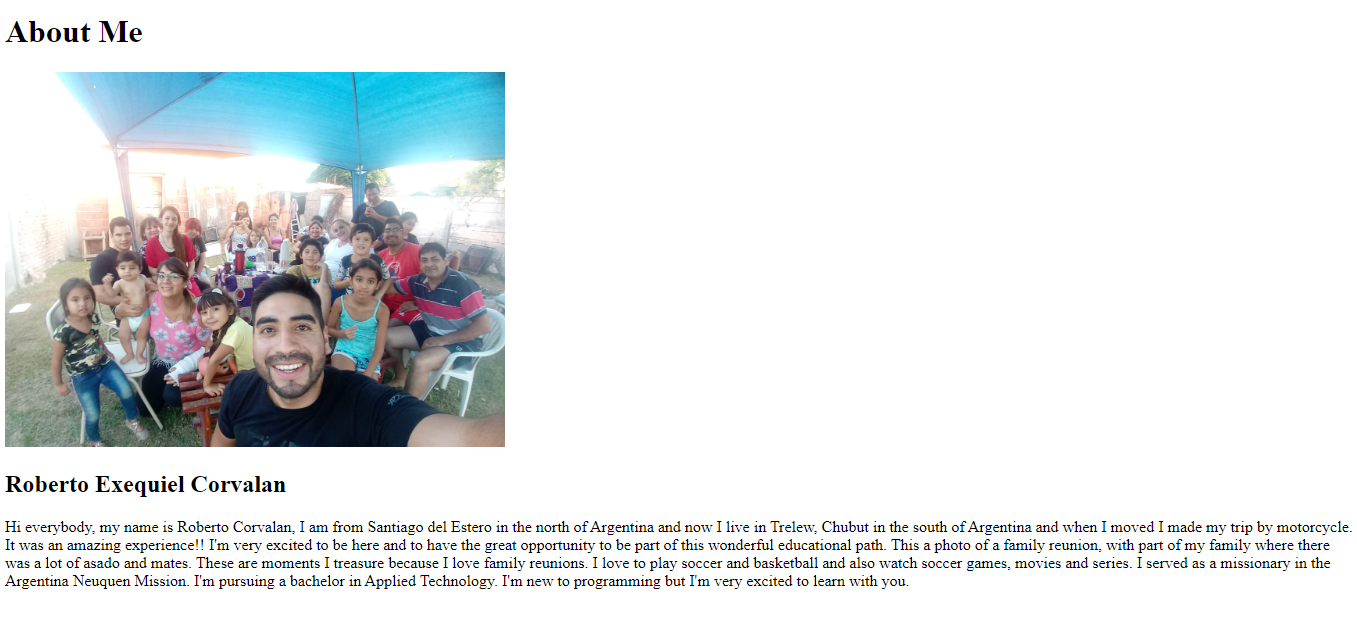 About Me
Roberto Exequiel Corvalan
Hi everybody, my name is Roberto Corvalan, I am from Santiago del Estero in the north of Argentina and now I live in Trelew, Chubut in the south of Argentina and when I moved I made my trip by motorcycle.
It was an amazing experience!! I'm very excited to be here and to have the great opportunity to be part of this wonderful educational path. This a photo of a family reunion, with part of my family where there
was a lot of asado and mates. These are moments I treasure because I love family reunions. I love to play soccer and basketball and also watch soccer games, movies and series. I served as a missionary in the
Argentina Neuquen Mission. I'm pursuing a bachelor in Applied Technology. I'm new to programming but I'm very excited to learn with you.